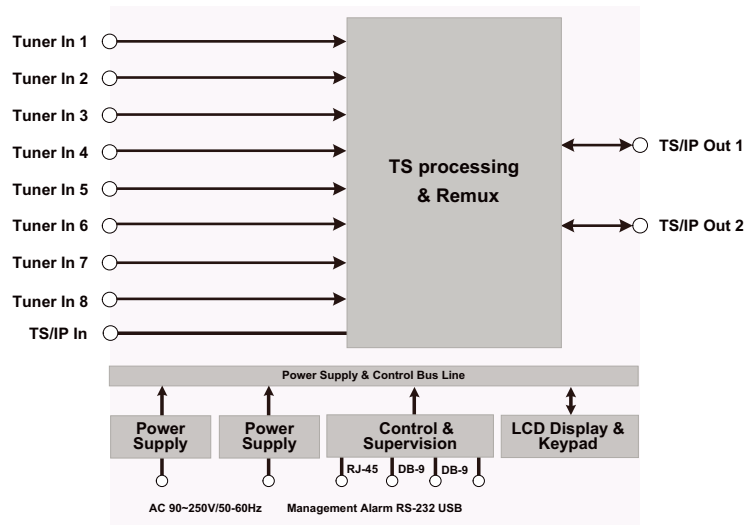 Tuner In 1
Tuner In 2
Tuner In 3
Tuner In 4
Tuner In 5
Tuner In 6
Tuner In 7
Tuner In 8
TS/IP In
TS processing
& Remux
TS/IP Out 1
TS/IP Out 2
Power Supply & Control Bus Line
Power
Supply
Power
Supply
Control &
Supervision
LCD Display &
Keypad
RJ-45 DB-9 DB-9
AC 90~250V/50-60Hz
Management Alarm RS-232 USB